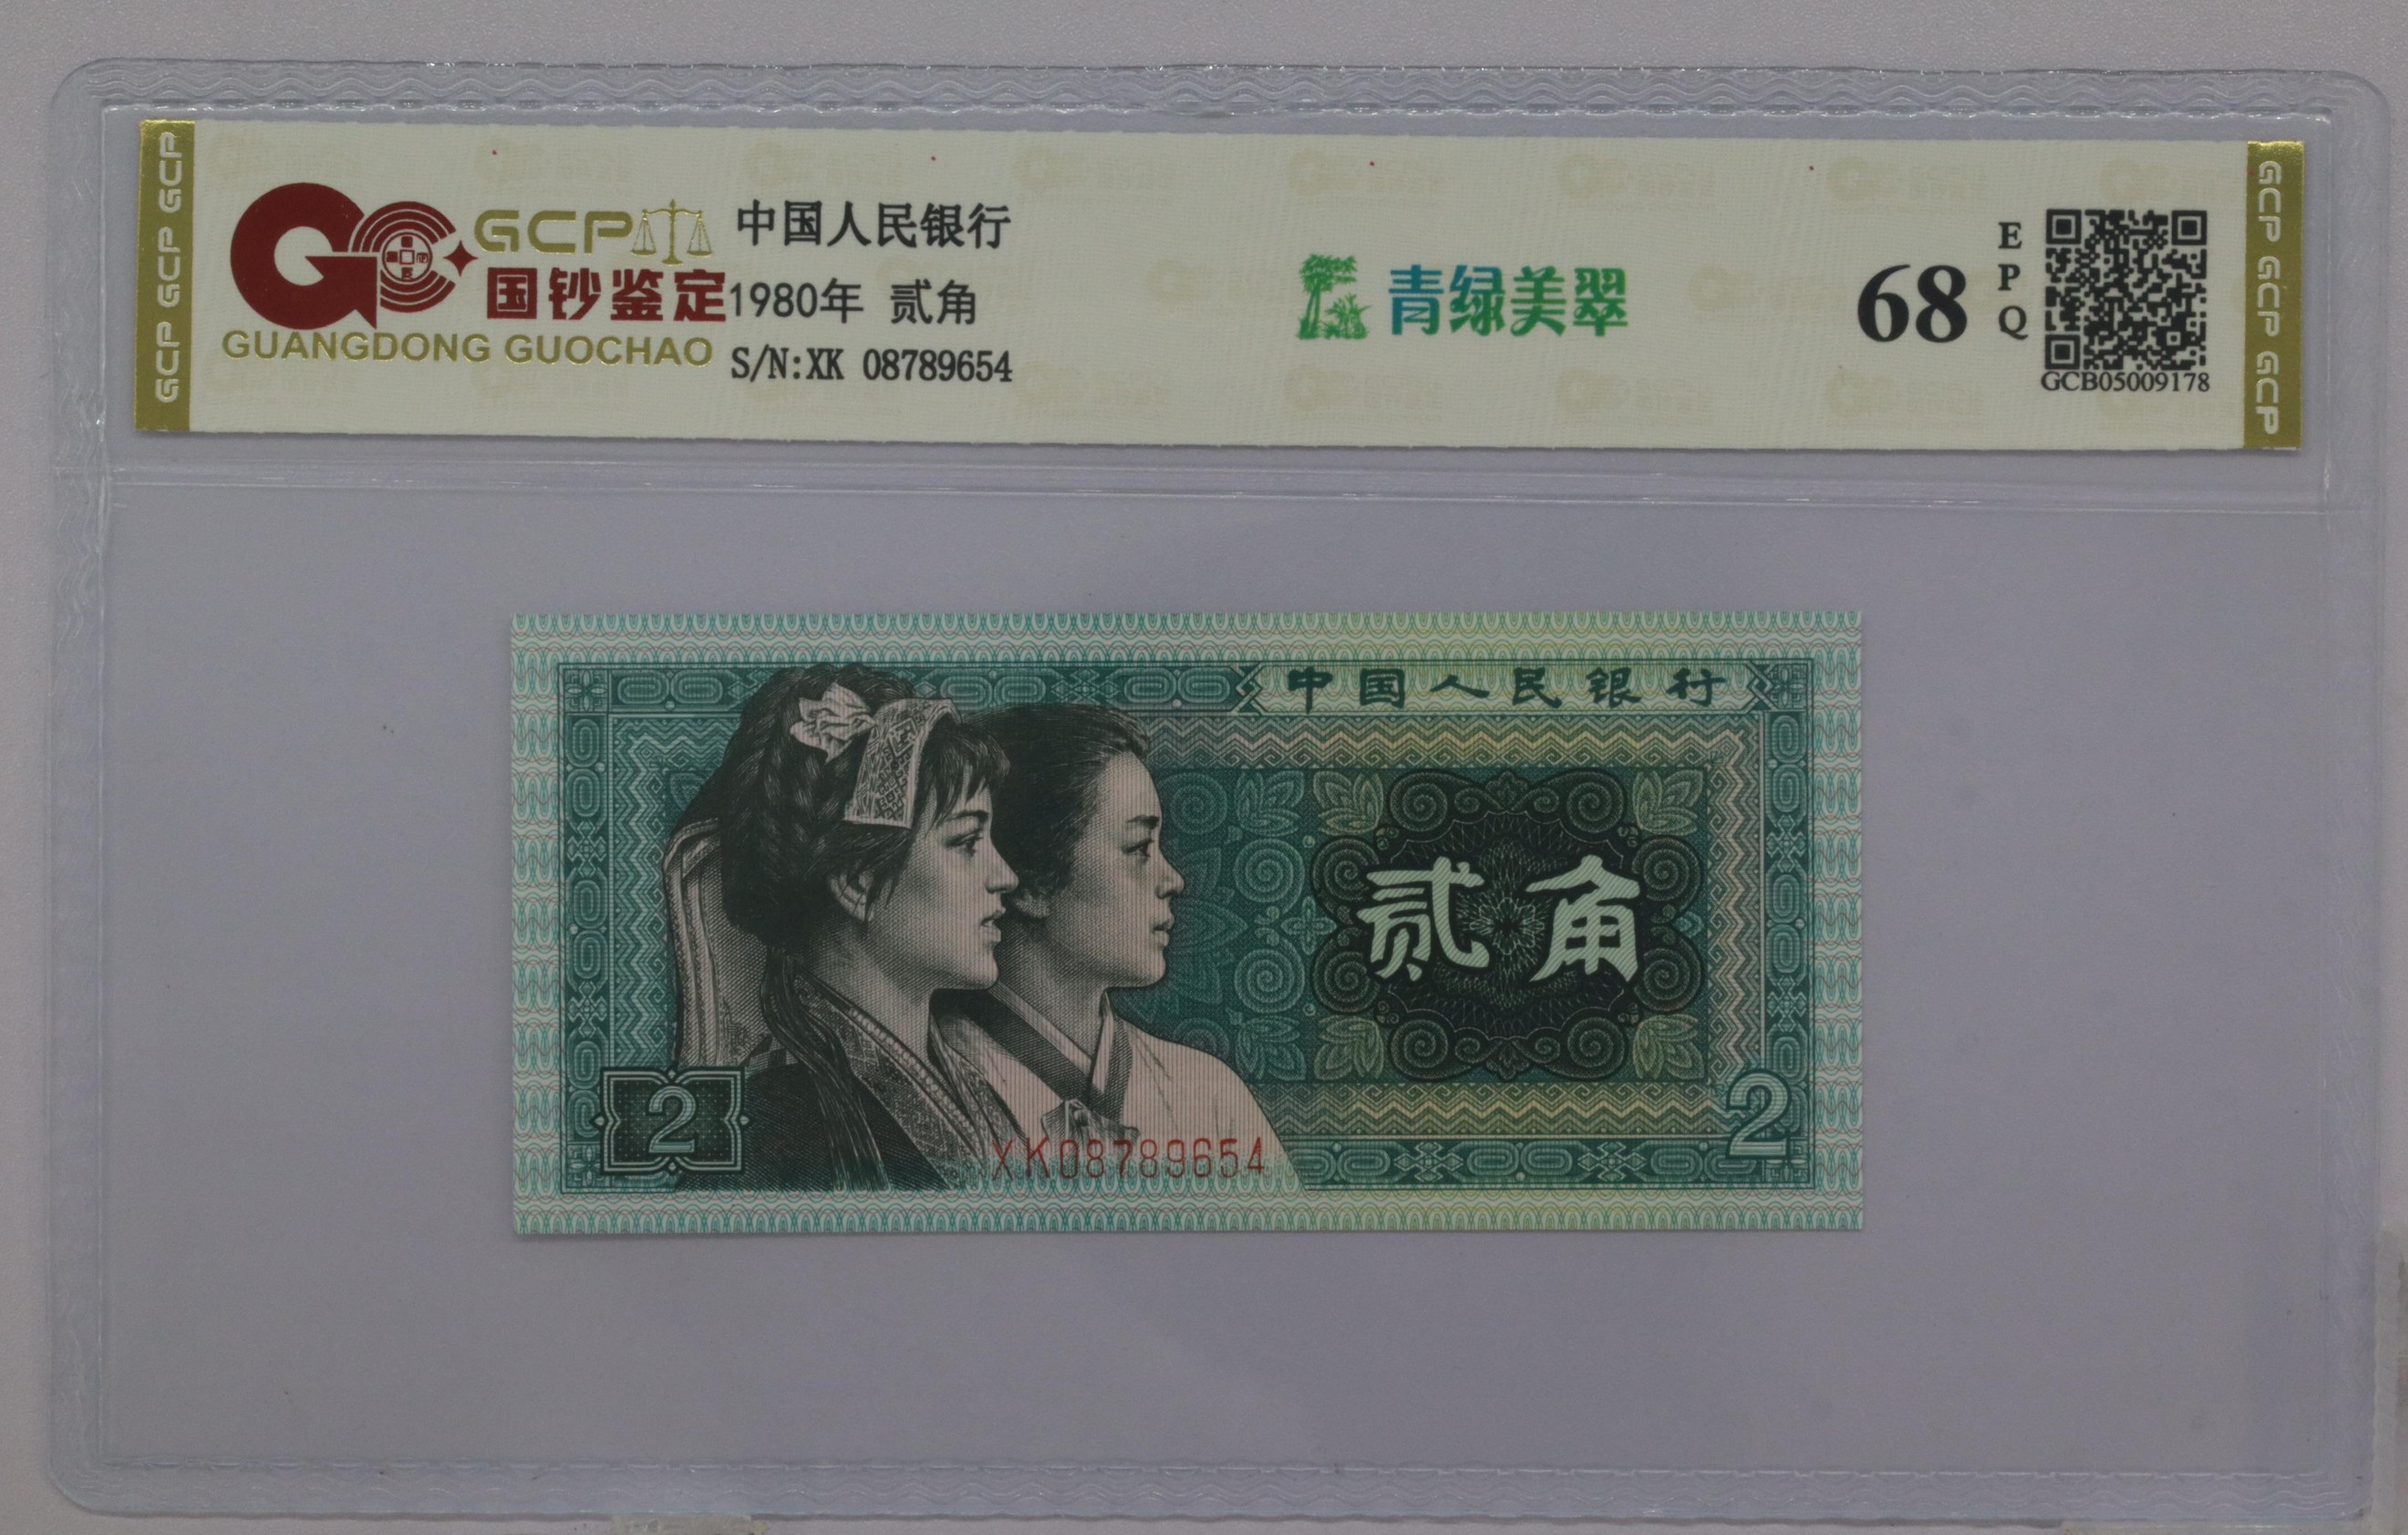 GCP GCP GCP
GCP
国钞鉴定
GUANGDONG GUOCHAO
中国人民银行
1980年 贰角
S/N:XK 08789654
青绿美翠
68
EPQ
GCB05009178
GCP GCP GCP
中国人民银行
贰角
2
XK08789654
2